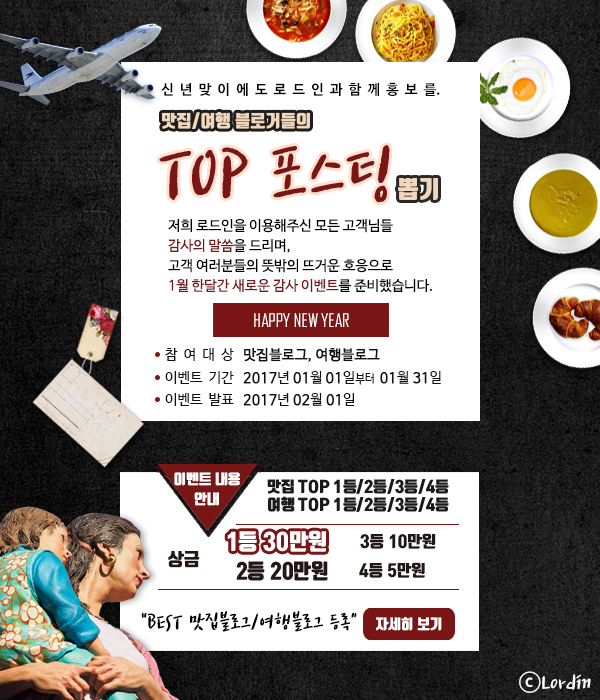 신년맞이에도로드인과함께홍보를.
맛집/여행 블로거들의
TOP 포스팅 뽑기
저희 로드인을 이용해주신 모든 고객님들
감사의 말씀을 드리며,
고객 여러분들의 뜻밖의 뜨거운 호응으로
1월 한달간 새로운 감사 이벤트를 준비했습니다.
HAPPY NEW YEAR
• 참여대상 맛집블로그, 여행블로그
• 이벤트 기간 2017년 01월 01일부터 01월 31일
• 이벤트 발표 2017년 02월 01일
이벤트 내용
안내
맛집 TOP 1등/2등/3등/4등
여행 TOP 1등/2등/3등/4등
상금
1등 30만원 3등 10만원
2등 20만원 4등 5만원
"BEST 맛집블로그/여행블로그 등록" 자세히 보기
ⓒLordin